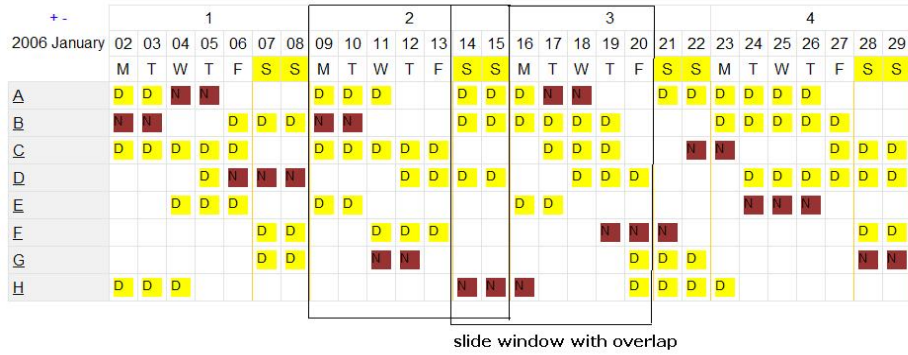 + - 1 2 3 4
2006 January 02 03 04 05 06 07 08 09 10 11 12 13 14 15 16 17 18 19 20 21 22 23 24 25 26 27 28 29
M T W T F S S M T W T F S S M T W T F S S M T W T F S S
A D D N N D D D D D D N N D D D D D D
B N N D D D N N D D D D D D D D D D D
C D D D D D D D D D D D D D N N D D D
D D N N N D D D D D D D D D D D D D
E D D D D D D D N N N
F D D D D D N N N D D
G D D N N D D D N N
H D D D N N N D D D D
slide window with overlap